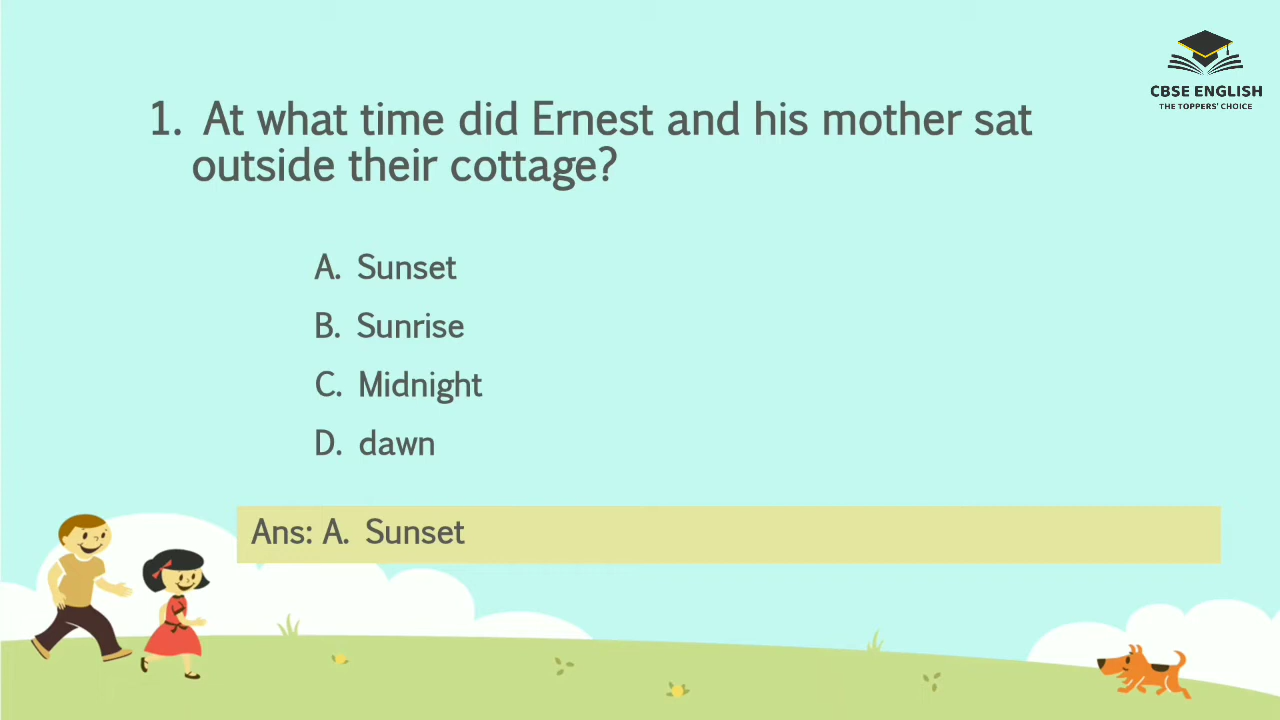 CBSE ENGLISH
THE TOPPERS' CHOICE
1. At what time did Ernest and his mother sat
outside their cottage?
A. Sunset
B. Sunrise
C. Midnight
D. dawn
Ans: A. Sunset